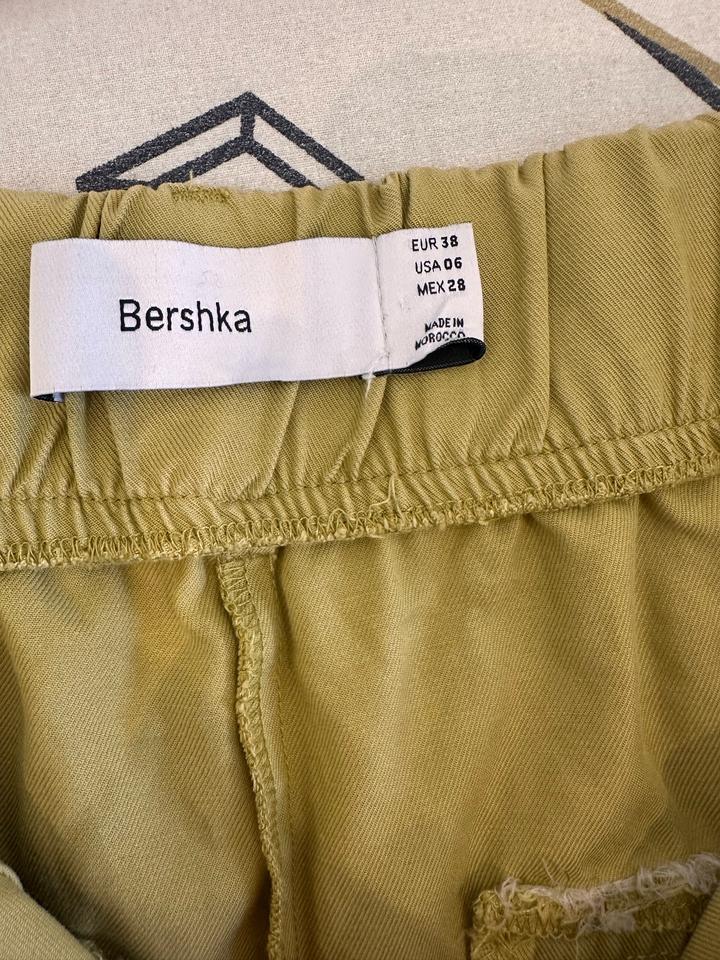 Bershka
EUR 38
USA 06
MEX 28
MADE IN
MOROCCO